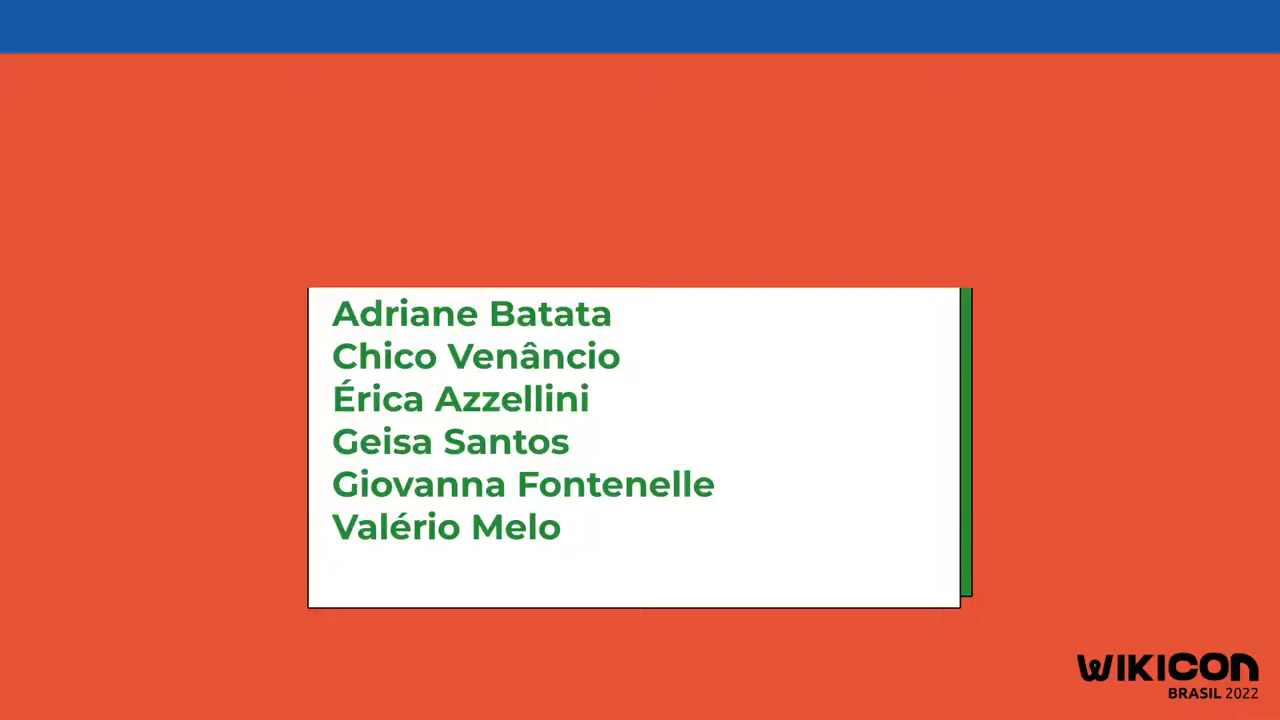 Adriane Batata
Chico Venâncio
Érica Azzellini
Geisa Santos
Giovanna Fontenelle
Valério Melo
WIKICON
BRASIL 2022